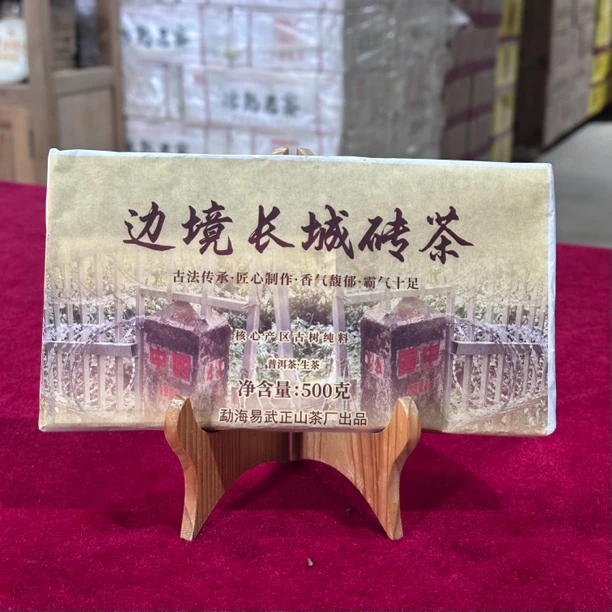 边境长城砖茶
古法传承·匠心制作·香气馥郁·霸气十足
核心产区古树纯料
普洱茶·生茶
净含量:500克
勐海易武正山茶厂出品